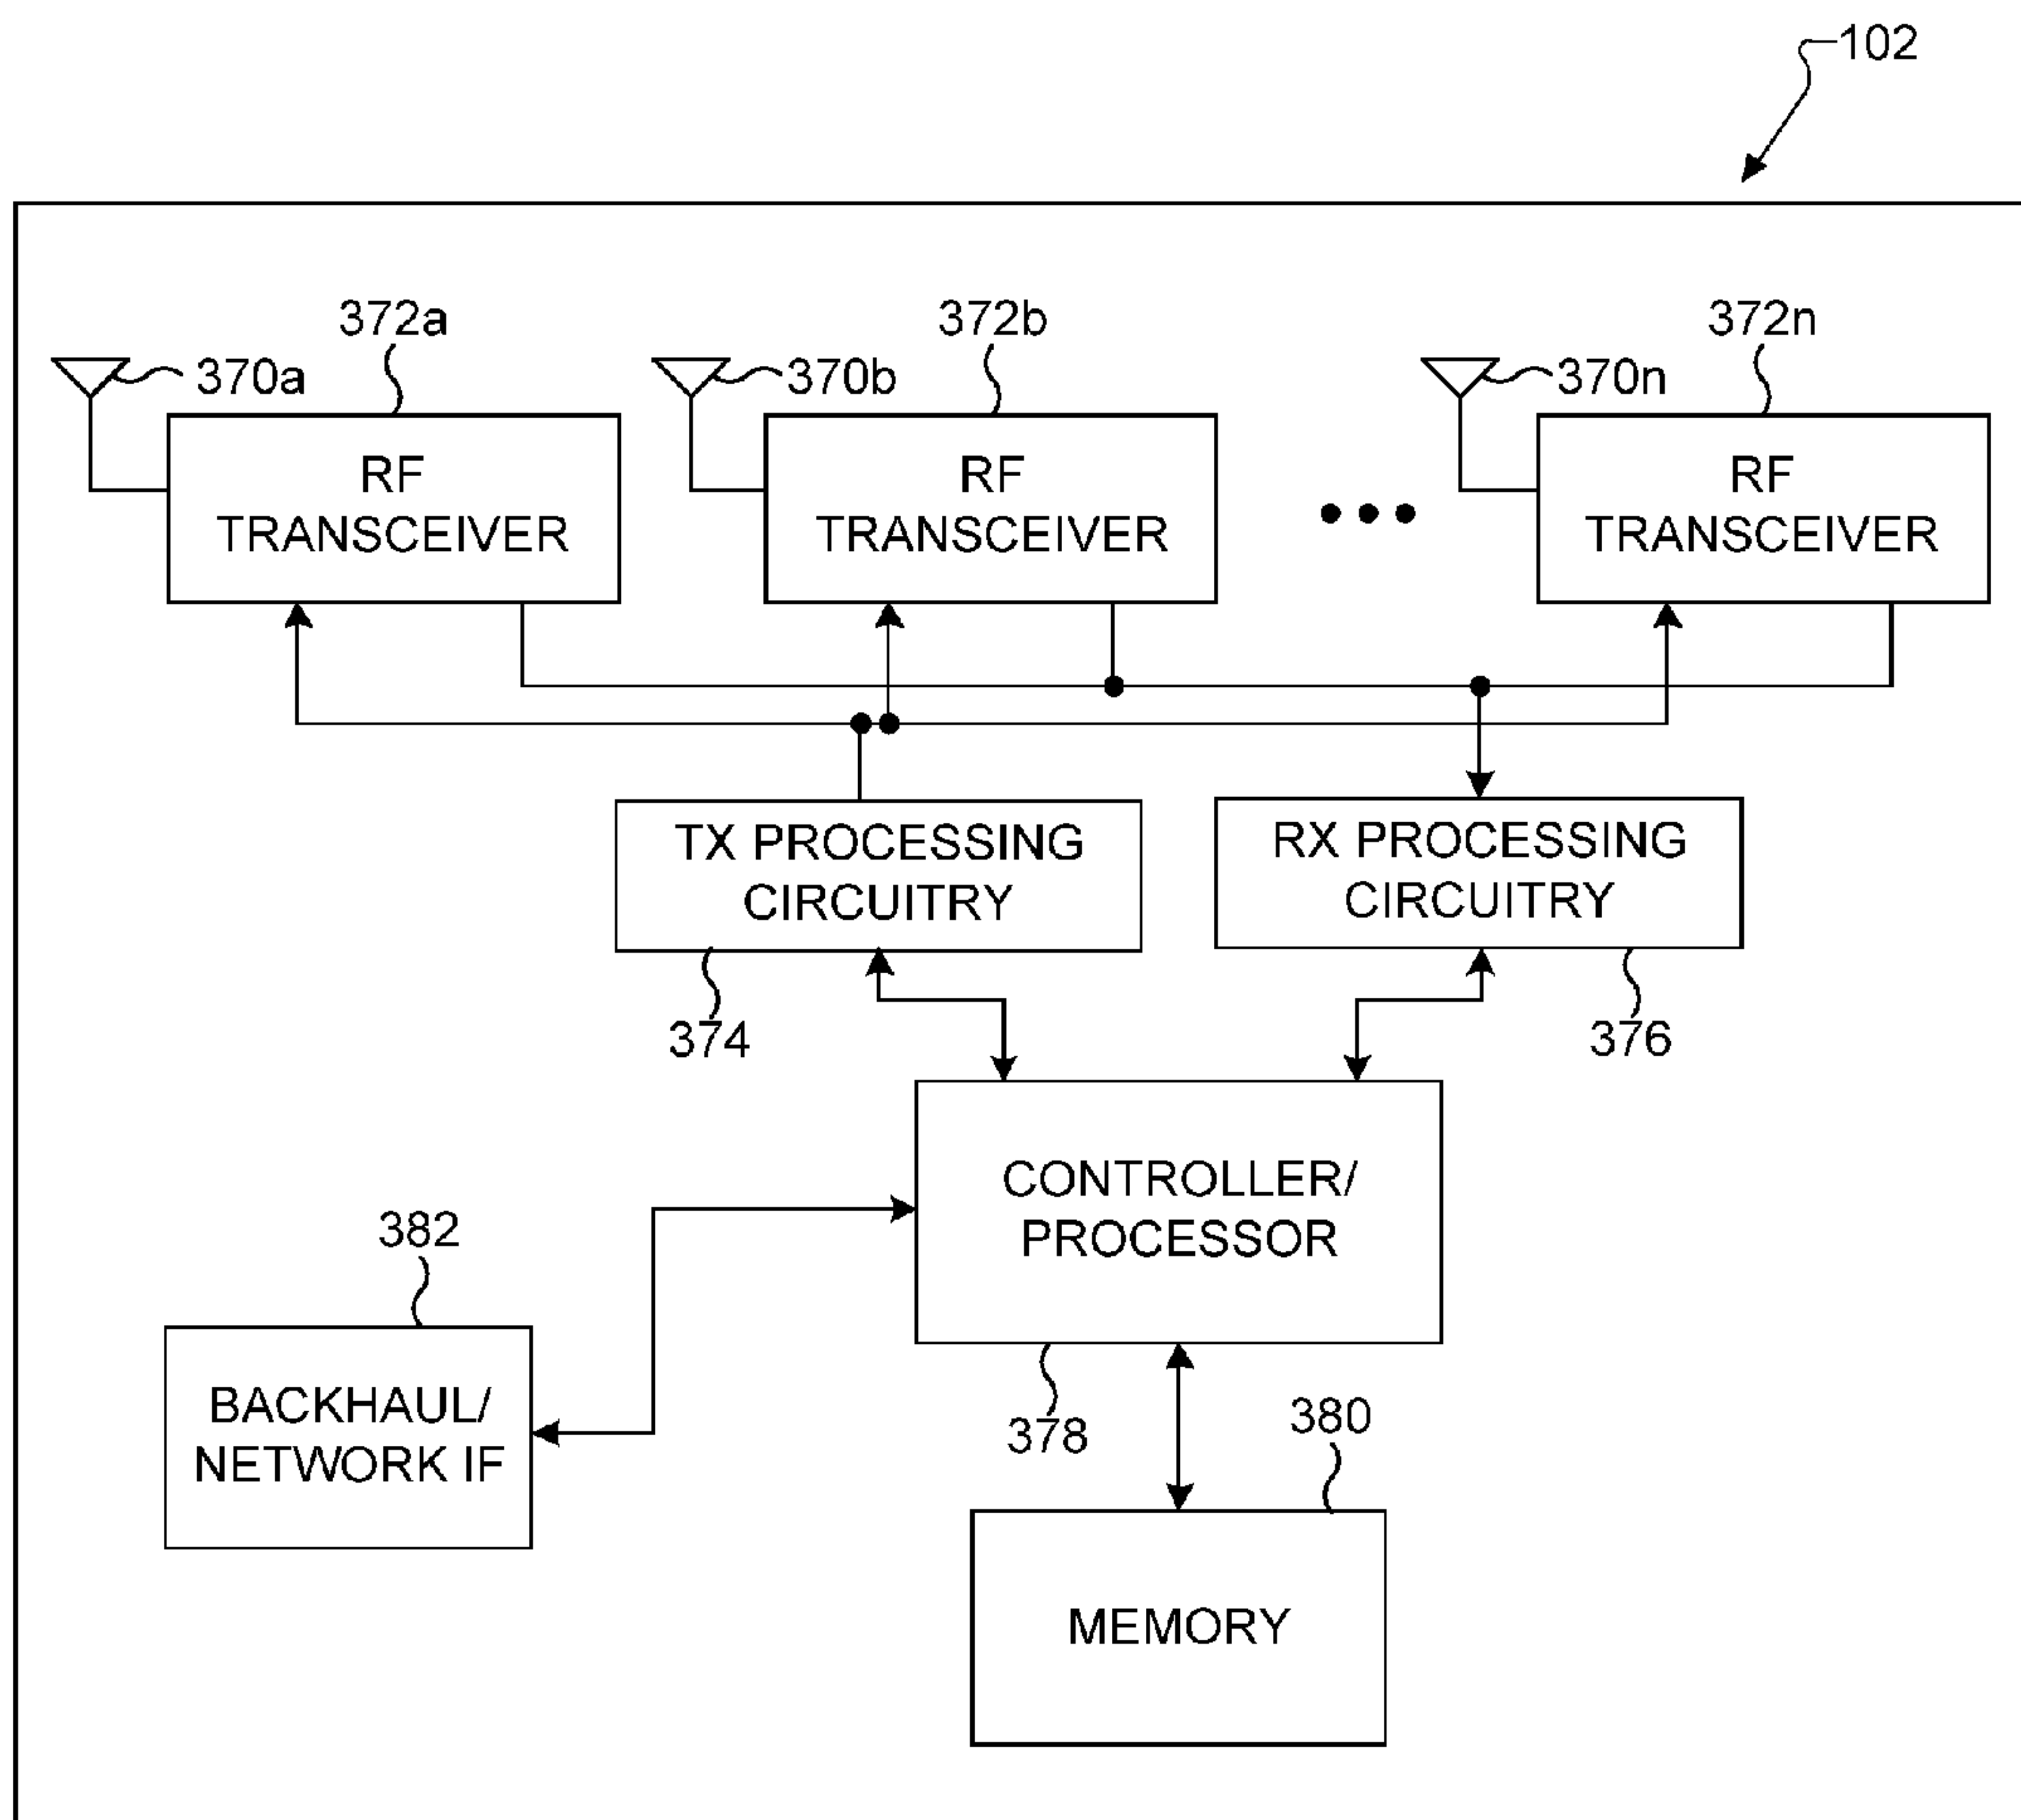 102
372a
372b
372n
370a
370b
370n
RF
TRANSCEIVER
RF
TRANSCEIVER
RF
TRANSCEIVER
TX PROCESSING
CIRCUITRY
RX PROCESSING
CIRCUITRY
374
376
CONTROLLER/
PROCESSOR
382
BACKHAUL/
NETWORK IF
378
380
MEMORY